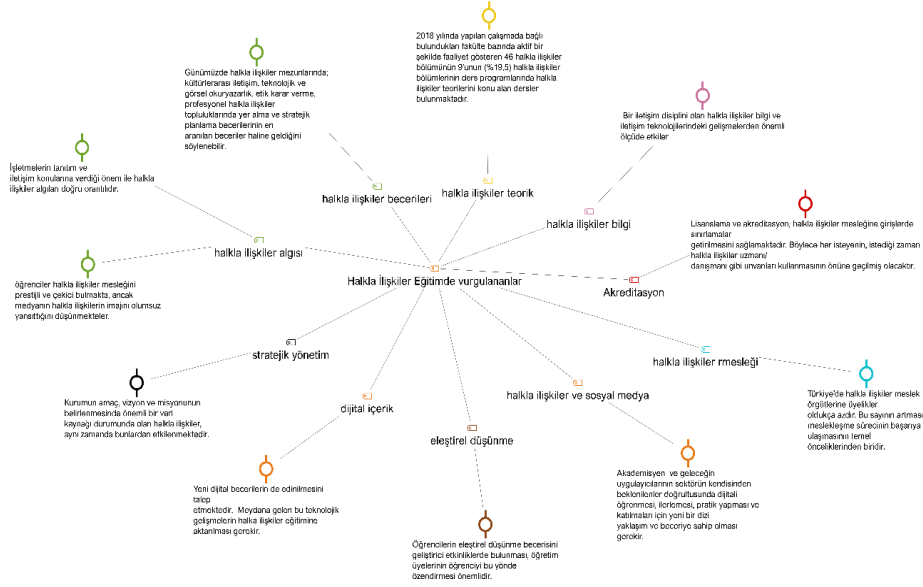 2018 yılında yapılan çalışmada bağlı
bulundukları fakülte bazında aktif bir
şekilde faaliyet gösteren 46 halkla ilişkiler
bölümünün 9'unun (%19,5) halkla ilişkiler
bölümlerinin ders programlarında halkla
ilişkiler teorilerini konu alan dersler
bulunmaktadır.
Günümüzde halkla ilişkiler mezunlarında;
kültürlerarası iletişim, teknolojik ve
görsel okuryazarlık, etik karar verme,
profesyonel halkla ilişkiler
topluluklarında yer alma ve stratejik
planlama becerilerinin en
aranılan beceriler haline geldiğini
söylenebilir.
Bir iletişim disiplini olan halkla ilişkiler bilgi ve
iletişim teknolojilerindeki gelişmelerden önemli
ölçüde etkiler
İşletmelerin tanıtım ve
iletişim konularına verdiği önem ile halkla
ilişkiler algıları doğru orantılıdır.
halkla ilişkiler becerileri
halkla ilişkiler teorik
halkla ilişkiler bilgi
Lisanslama ve akreditasyon, halkla ilişkiler mesleğine girişlerde
sınırlamalar
getirilmesini sağlamaktadır. Böylece her isteyenin, istediği zaman
halkla ilişkiler uzmanı/
danışmanı gibi unvanları kullanmasının önüne geçilmiş olacaktır.
halkla ilişkiler algısı
Halkla İlişkiler Eğitimde vurgulananlar
Akreditasyon
öğrenciler halkla ilişkiler mesleğini
prestijli ve çekici bulmakta, ancak
medyanın halkla ilişkilerin imajını olumsuz
yansıttığını düşünmekteler.
stratejik yönetim
halkla ilişkiler rmesleği
Kurumun amaç, vizyon ve misyonunun
belirlenmesinde önemli bir veri
kaynağı durumunda olan halkla ilişkiler,
aynı zamanda bunlardan etkilenmektedir.
dijital içerik
halkla ilişkiler ve sosyal medya
Türkiye'de halkla ilişkiler meslek
örgütlerine üyelikler
oldukça azdır. Bu sayının artması
meslekleşme sürecinin başarıya
ulaşmasının temel
önceliklerinden biridir.
eleştirel düşünme
Yeni dijital becerilerin de edinilmesini
talep
etmektedir. Meydana gelen bu teknolojik
gelişmelerin halka ilişkiler eğitimine
aktarılması gerekir.
Akademisyen ve geleceğin
uygulayıcılarının sektörün kendisinden
beklenilenler doğrultusunda dijitali
öğrenmesi, ilerlemesi, pratik yapması ve
katılmaları için yeni bir dizi
yaklaşım ve beceriye sahip olması
gerekir.
Öğrencilerin eleştirel düşünme becerisini
geliştirici etkinliklerde bulunması, öğretim
üyelerinin öğrenciyi bu yönde
özendirmesi önemlidir.